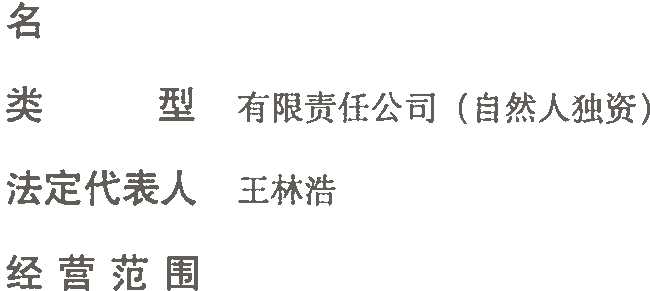 名
类 型 有限责任公司（自然人独资）
法定代表人 王林浩
经营范围